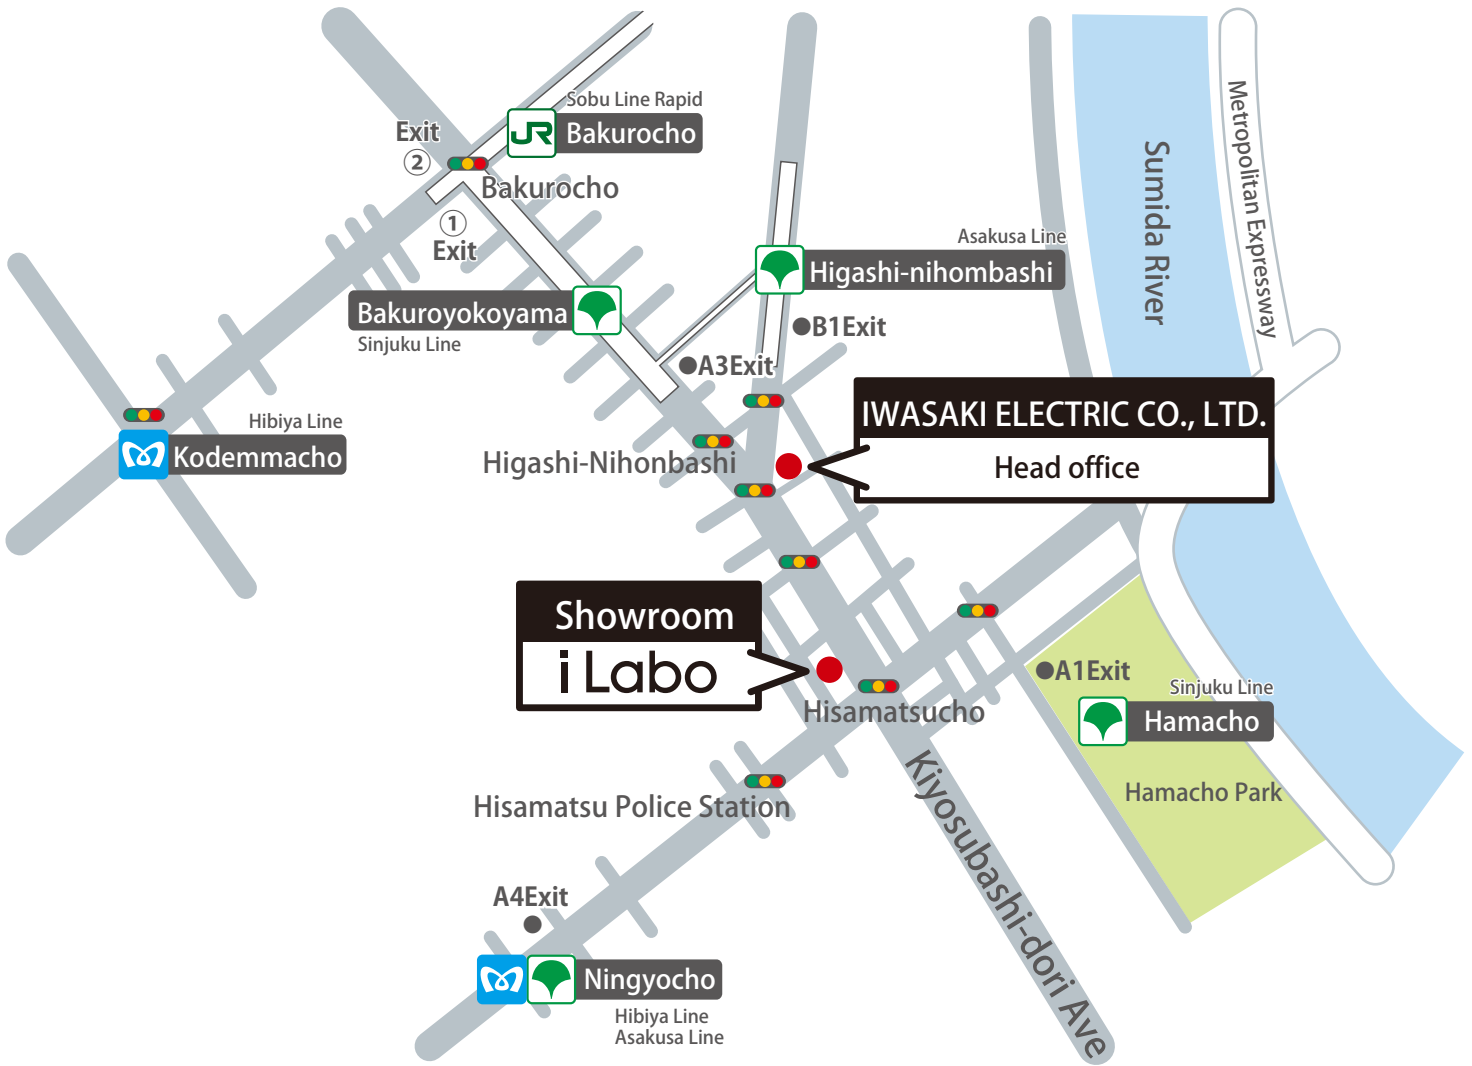 Sobu Line Rapid
JR Bakurocho
Exit
2
Bakurocho
1
Exit
Metropolitan Expressway
Sumida River
Asakusa Line
Higashi-nihombashi
Bakuroyokoyama
Sinjuku Line
B1Exit
A3Exit
IWASAKI ELECTRIC CO., LTD.
Head office
Hibiya Line
Kodemmacho
Higashi-Nihonbashi
Showroom
i Labo
A1Exit
Sinjuku Line
Hamacho
Hisamatsucho
Hamacho Park
Hisamatsu Police Station
Kiyosubashi-dori Ave
A4Exit
Ningyocho
Hibiya Line
Asakusa Line